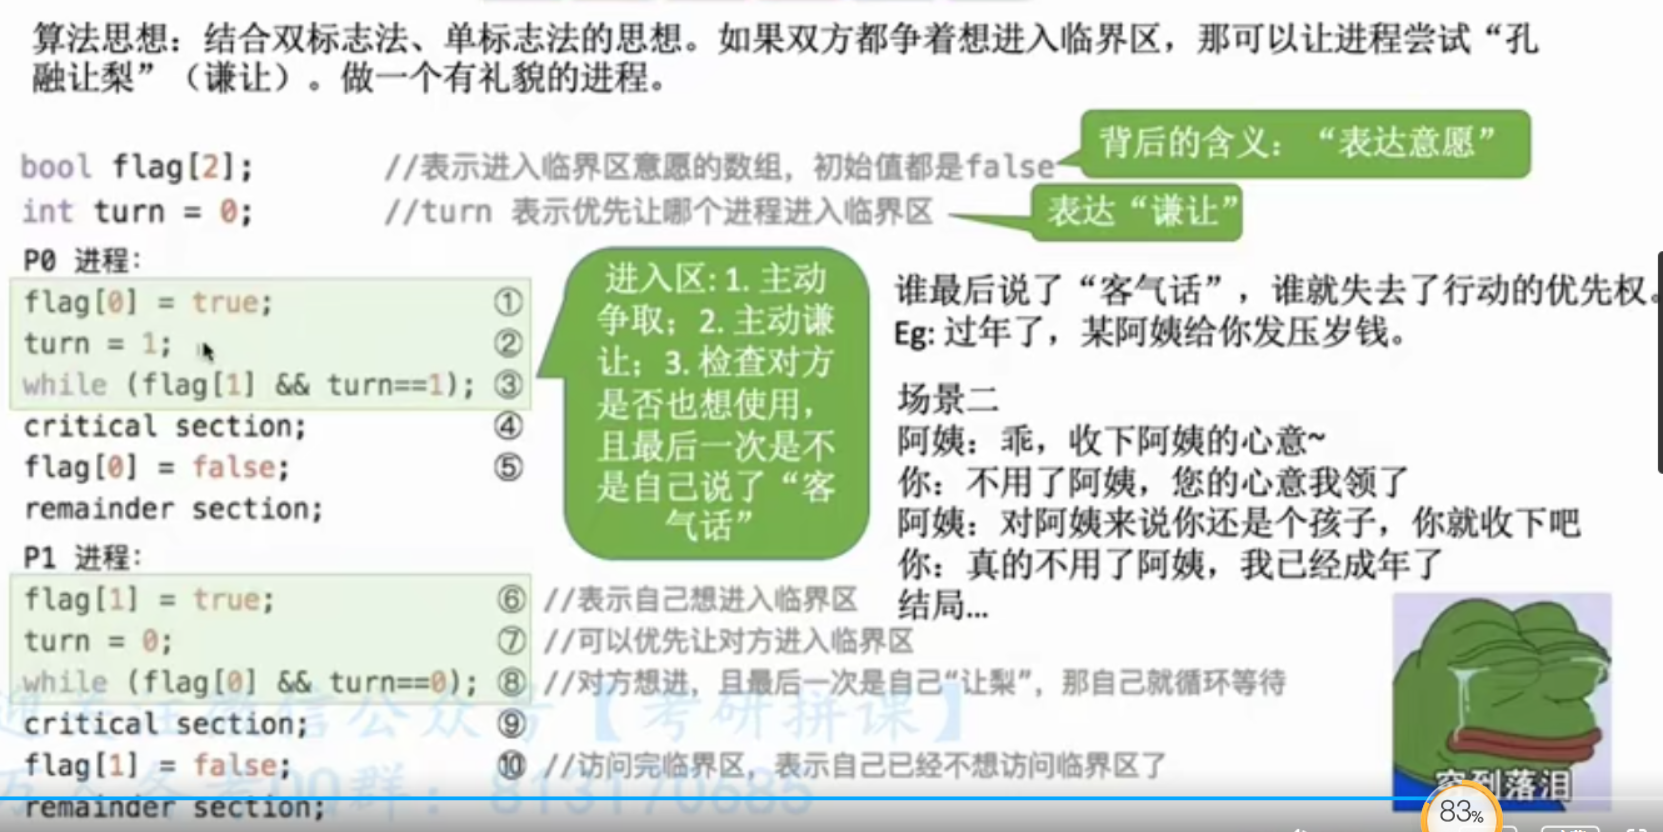 算法思想：结合双标志法、单标志法的思想。如果双方都争着想进入临界区，那可以让进程尝试“孔
融让梨”（谦让）。做一个有礼貌的进程。
背后的含义：“表达意愿”
bool flag[2]; //表示进入临界区意愿的数组，初始值都是false
int turn = 0; //turn 表示优先让哪个进程进入临界区
表达“谦让”
P0 进程：
flag[0] = true; ①
turn = 1; ②
while (flag[1] && turn==1); ③
critical section; ④
flag[0] = false; ⑤
remainder section;
进入区: 1. 主动
争取；2. 主动谦
让；3. 检查对方
是否也想使用，
且最后一次是不
是自己说了“客
气话”
谁最后说了“客气话”，谁就失去了行动的优先权。
Eg: 过年了，某阿姨给你发压岁钱。
场景二
阿姨：乖，收下阿姨的心意~
你：不用了阿姨，您的心意我领了
阿姨：对阿姨来说你还是个孩子，你就收下吧
你：真的不用了阿姨，我已经成年了
结局...
P1 进程：
flag[1] = true; ⑥ //表示自己想进入临界区
turn = 0; ⑦ //可以优先让对方进入临界区
while (flag[0] && turn==0); ⑧ //对方想进，且最后一次是自己“让梨”，那自己就循环等待
critical section; ⑨
flag[1] = false; ⑩ //访问完临界区，表示自己已经不想访问临界区了
remainder section;
信公众号【考研拼课】
QQ群：813170685
穷到落泪
83%